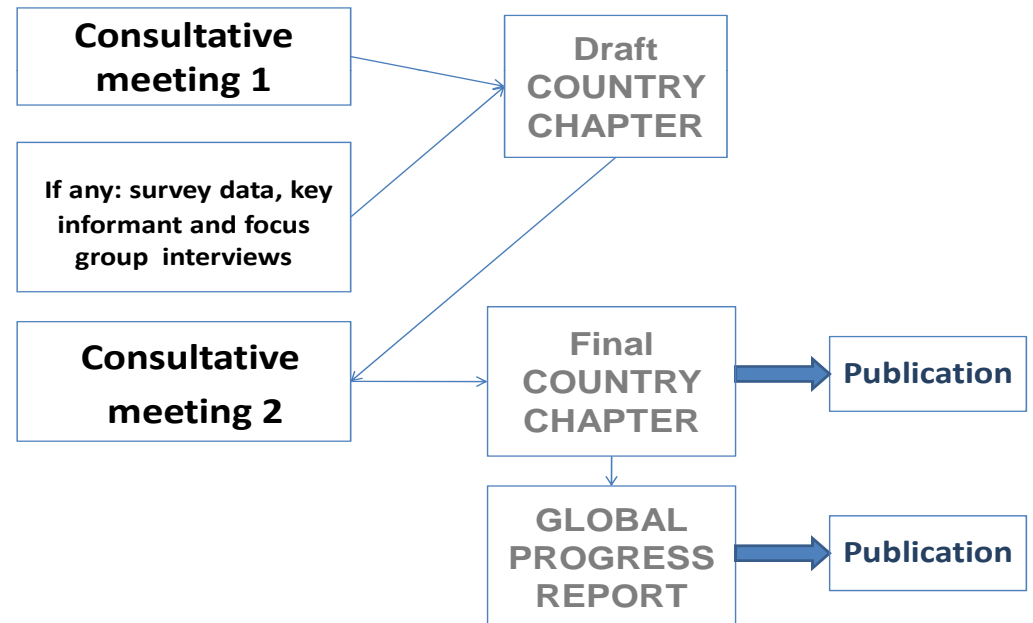 Consultative
meeting 1
Draft
COUNTRY
CHAPTER
If any: survey data, key
informant and focus
group interviews
Consultative
meeting 2
Final
COUNTRY
CHAPTER
Publication
GLOBAL
PROGRESS
REPORT
Publication